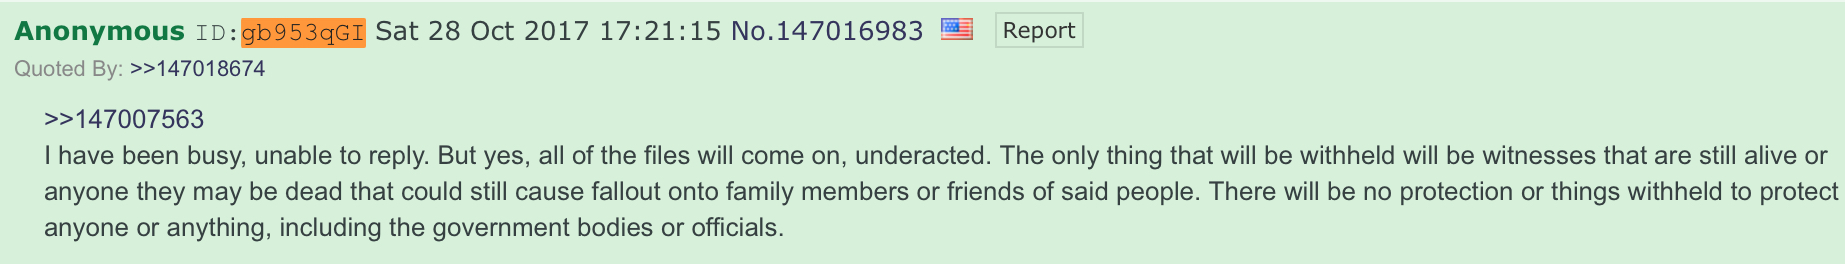 Anonymous ID:gb953qGI Sat 28 Oct 2017 17:21:15 No.147016983 Report
Quoted By: >>147018674
>>147007563
I have been busy, unable to reply. But yes, all of the files will come on, underacted. The only thing that will be withheld will be witnesses that are still alive or
anyone they may be dead that could still cause fallout onto family members or friends of said people. There will be no protection or things withheld to protect
anyone or anything, including the government bodies or officials.